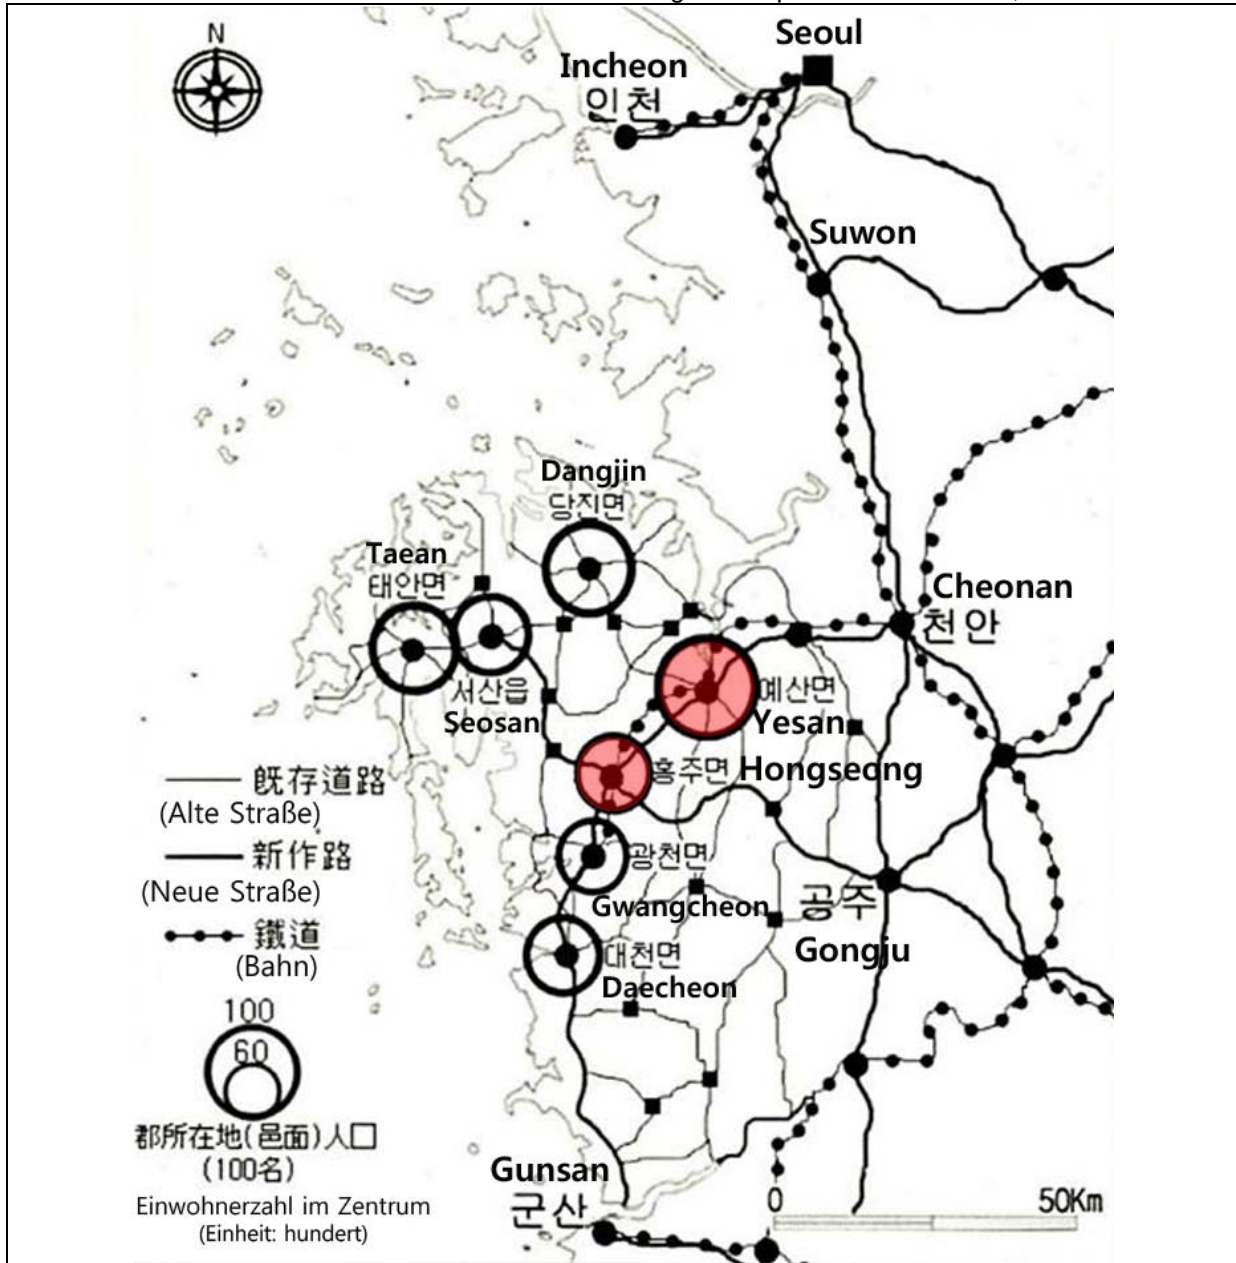 N
Seoul
Incheon
인천
Suwon
Dangjin
당진면
Taean
태안면
Cheonan
천안
서산읍
Seosan
예산면
Yesan
홍주면
Hongseong
既存道路
(Alte Straße)
新作路
(Neue Straße)
鐵道
(Bahn)
광천면
Gwangcheon
공주
Gongju
대천면
Daecheon
100
60
郡所在地(邑面)人口
(100名)
Einwohnerzahl im Zentrum
(Einheit: hundert)
Gunsan
군산
0
50Km